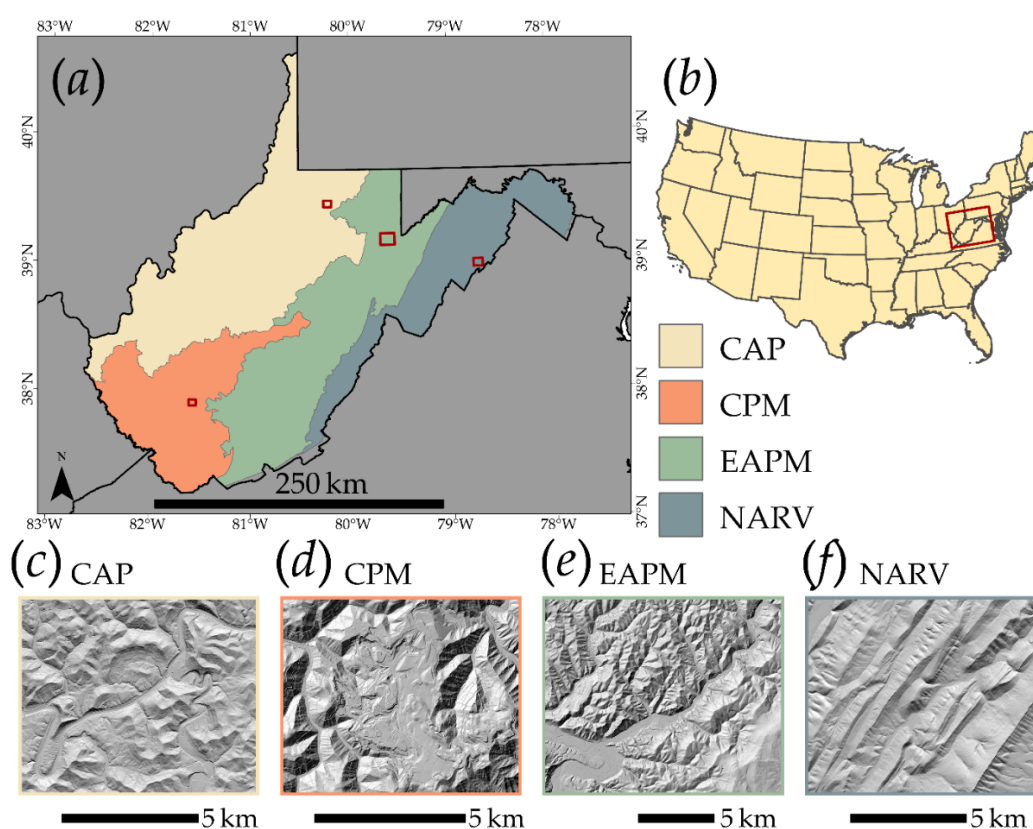 83°W 82°W 81°W 80°W 79°W 78°W
(a)
(b)
40°N
40°N
39°N
39°N
38°N
38°N
37°N
N
250 km
83°W 82°W 81°W 80°W 79°W 78°W
CAP
CPM
EAPM
NARV
(c) CAP
(d) CPM
(e) EAPM
(f) NARV
5 km
5 km
5 km
5 km